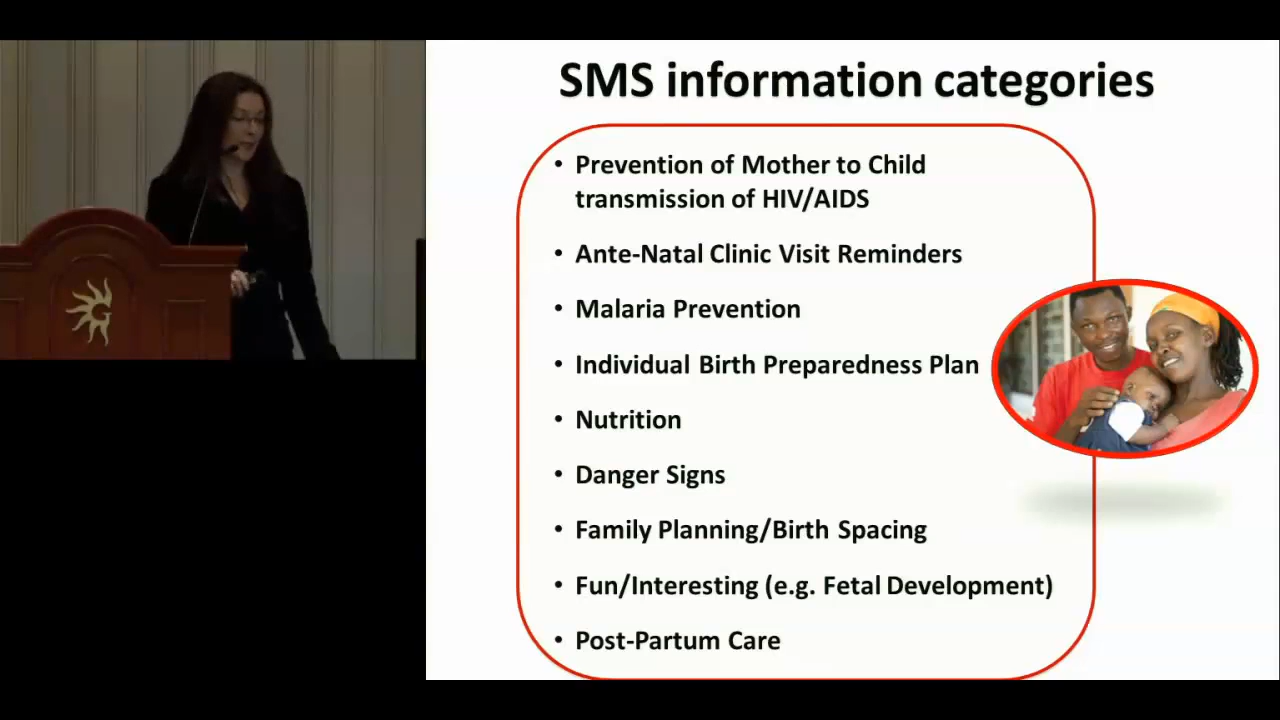 SMS information categories
• Prevention of Mother to Child
transmission of HIV/AIDS
• Ante-Natal Clinic Visit Reminders
• Malaria Prevention
• Individual Birth Preparedness Plan
• Nutrition
• Danger Signs
• Family Planning/Birth Spacing
• Fun/Interesting (e.g. Fetal Development)
• Post-Partum Care